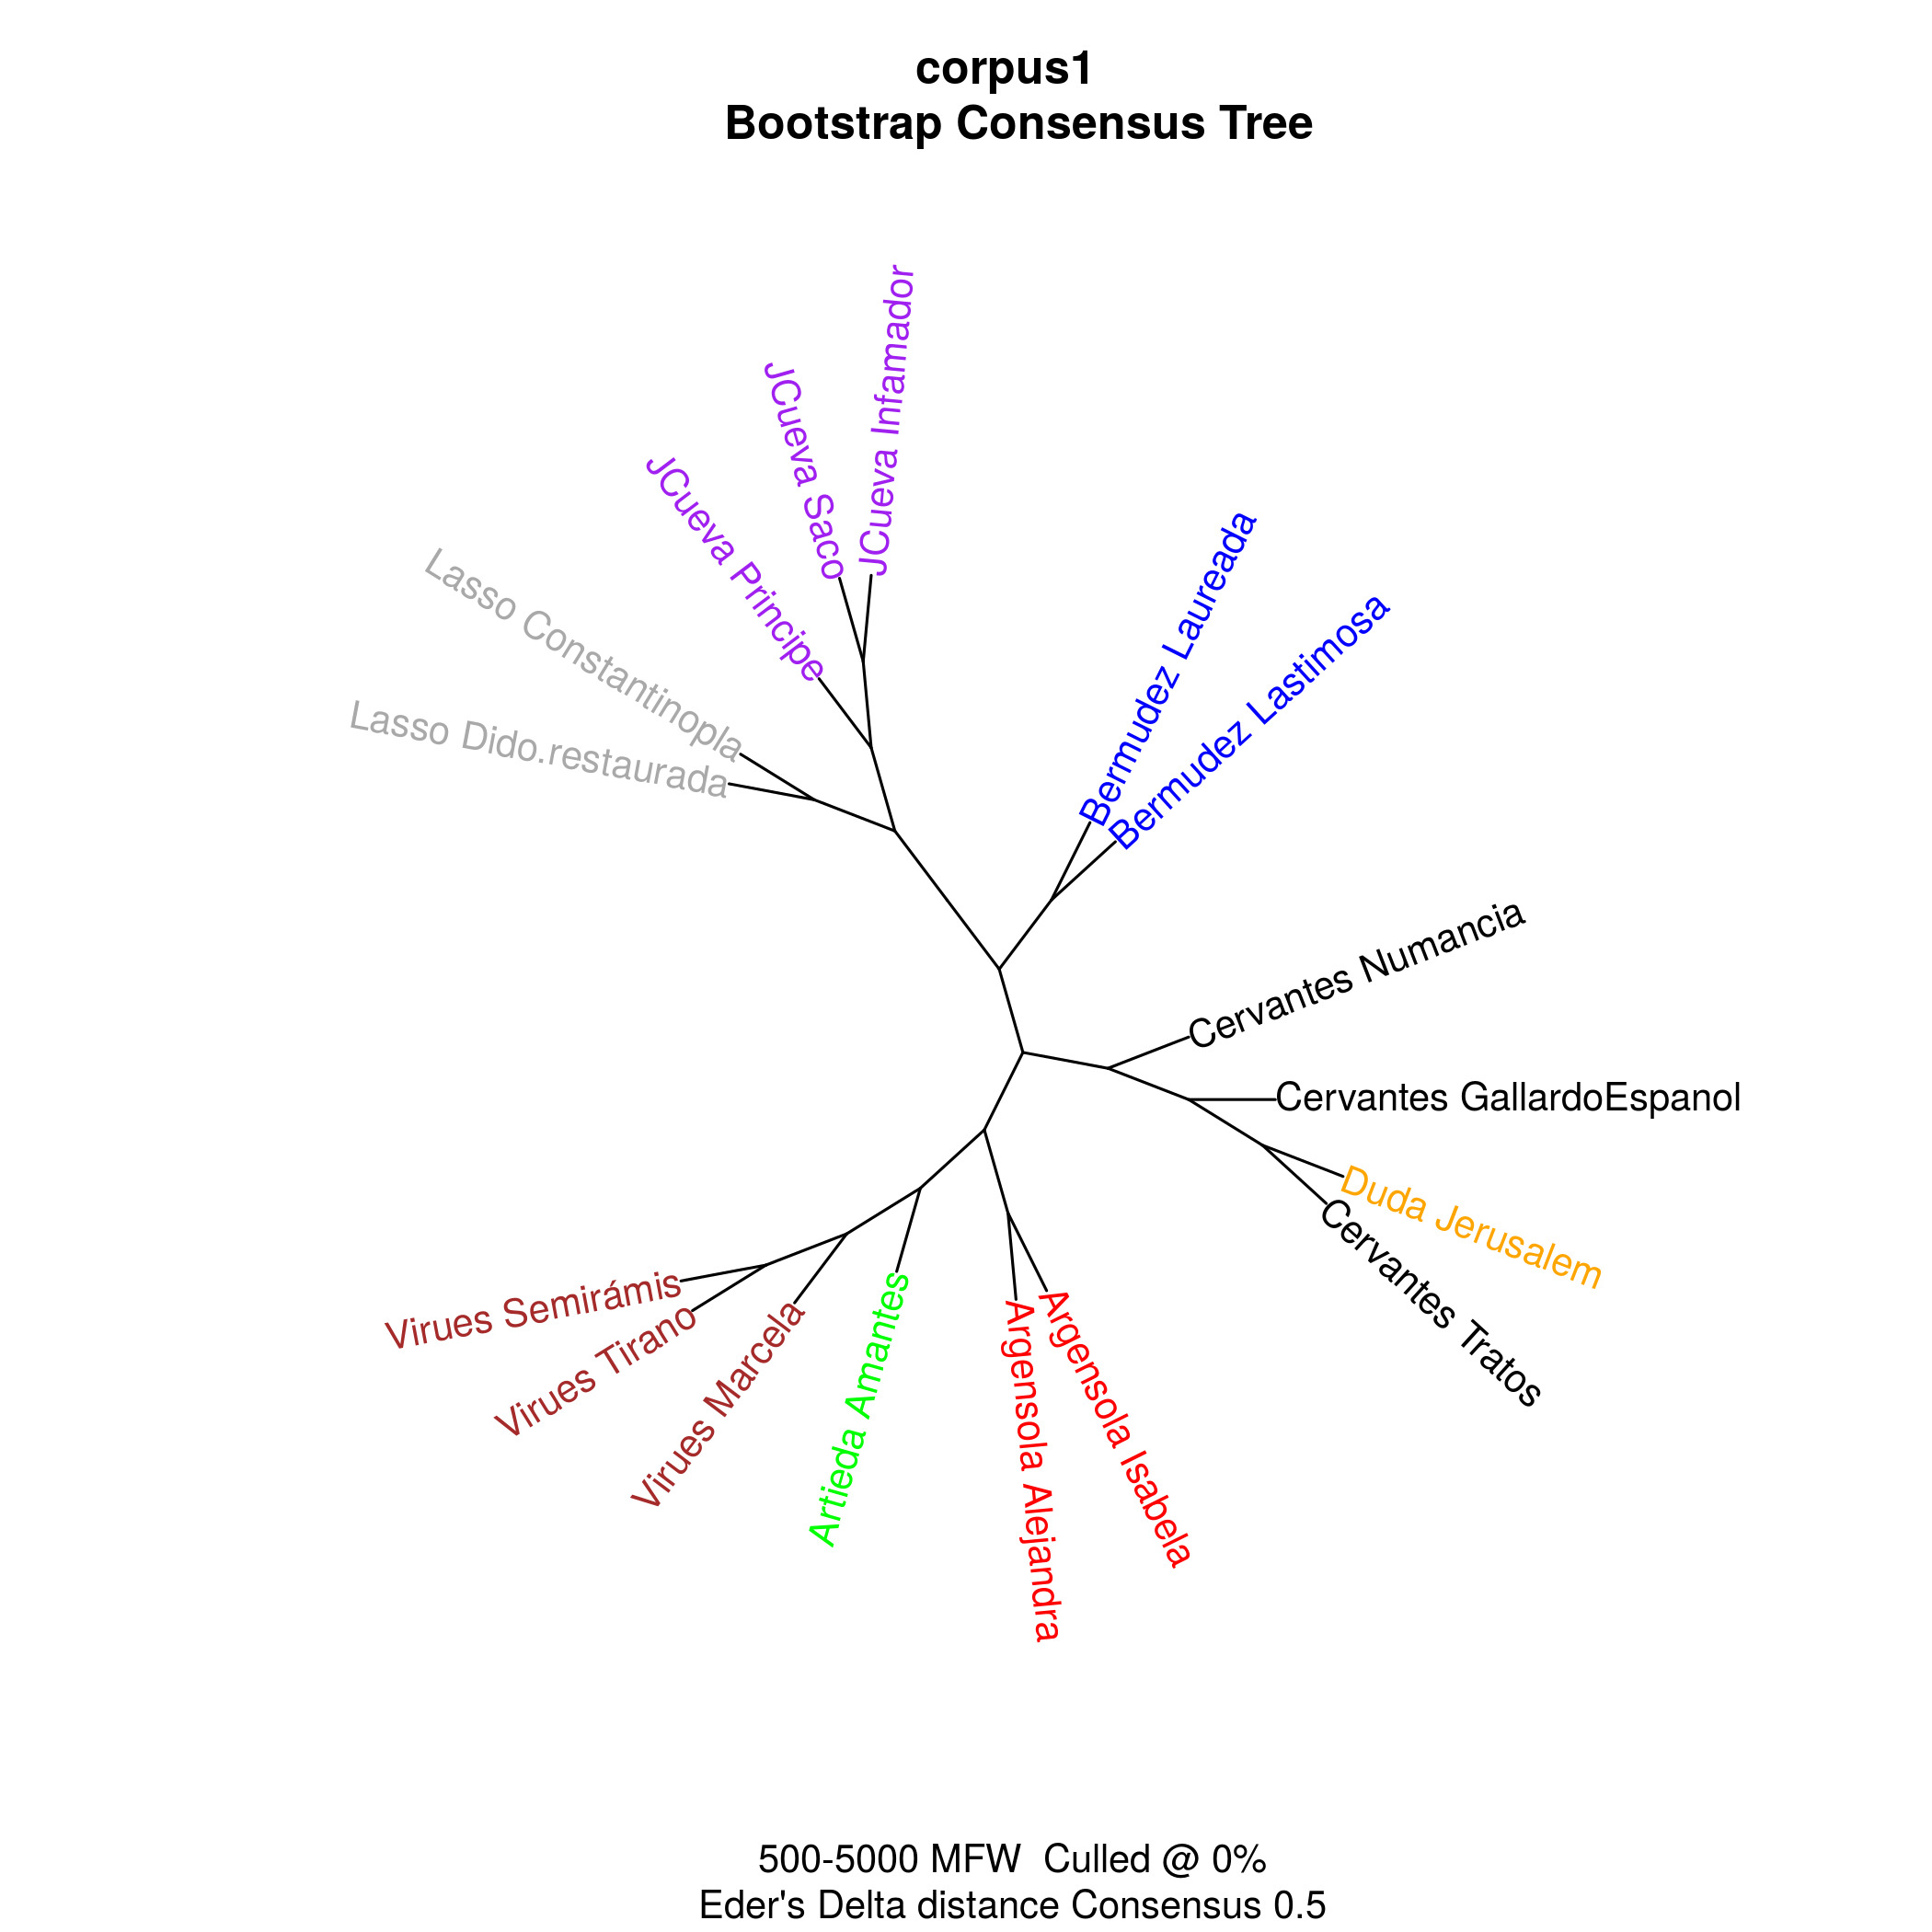 corpus1
Bootstrap Consensus Tree
JCueva Infamador
JCueva Saco
JCueva Principe
Lasso Constantinopla
Lasso Dido.restaurada
Bermudez Laureada
Bermudez Lastimosa
Cervantes Numancia
Cervantes GallardoEspanol
Duda Jerusalem
Cervantes Tratos
Argensola Isabela
Argensola Alejandra
Artieda Amantes
Virues Marcela
Virues Tirano
Virues Semirámis
500-5000 MFW  Culled @ 0%
Eder's Delta distance Consensus 0.5